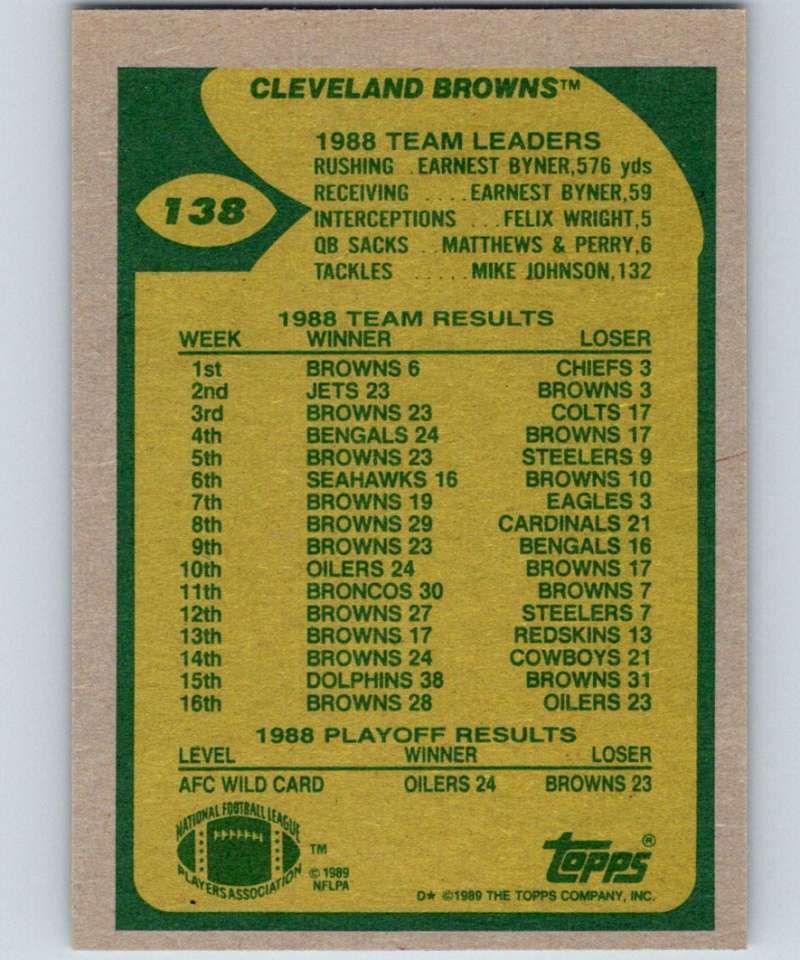 CLEVELAND BROWNS™
1988 TEAM LEADERS
RUSHING . EARNEST BYNER, 576 yds
RECEIVING .... EARNEST BYNER, 59
138
INTERCEPTIONS ... FELIX WRIGHT, 5
QB SACKS .. MATTHEWS & PERRY, 6
TACKLES ..... MIKE JOHNSON, 132
1988 TEAM RESULTS
WEEK WINNER LOSER
1st BROWNS 6 CHIEFS 3
2nd JETS 23 BROWNS 3
3rd BROWNS 23 COLTS 17
4th BENGALS 24 BROWNS 17
5th BROWNS 23 STEELERS 9
6th SEAHAWKS 16 BROWNS 10
7th BROWNS 19 EAGLES 3
8th BROWNS 29 CARDINALS 21
9th BROWNS 23 BENGALS 16
10th OILERS 24 BROWNS 17
11th BRONCOS 30 BROWNS 7
12th BROWNS 27 STEELERS 7
13th BROWNS 17 REDSKINS 13
14th BROWNS 24 COWBOYS 21
15th DOLPHINS 38 BROWNS 31
16th BROWNS 28 OILERS 23
1988 PLAYOFF RESULTS
LEVEL WINNER LOSER
AFC WILD CARD OILERS 24 BROWNS 23
NATIONAL FOOTBALL LEAGUE
PLAYERS ASSOCIATION
™
© 1989
NFLPA
topps®
D★ ©1989 THE TOPPS COMPANY, INC.